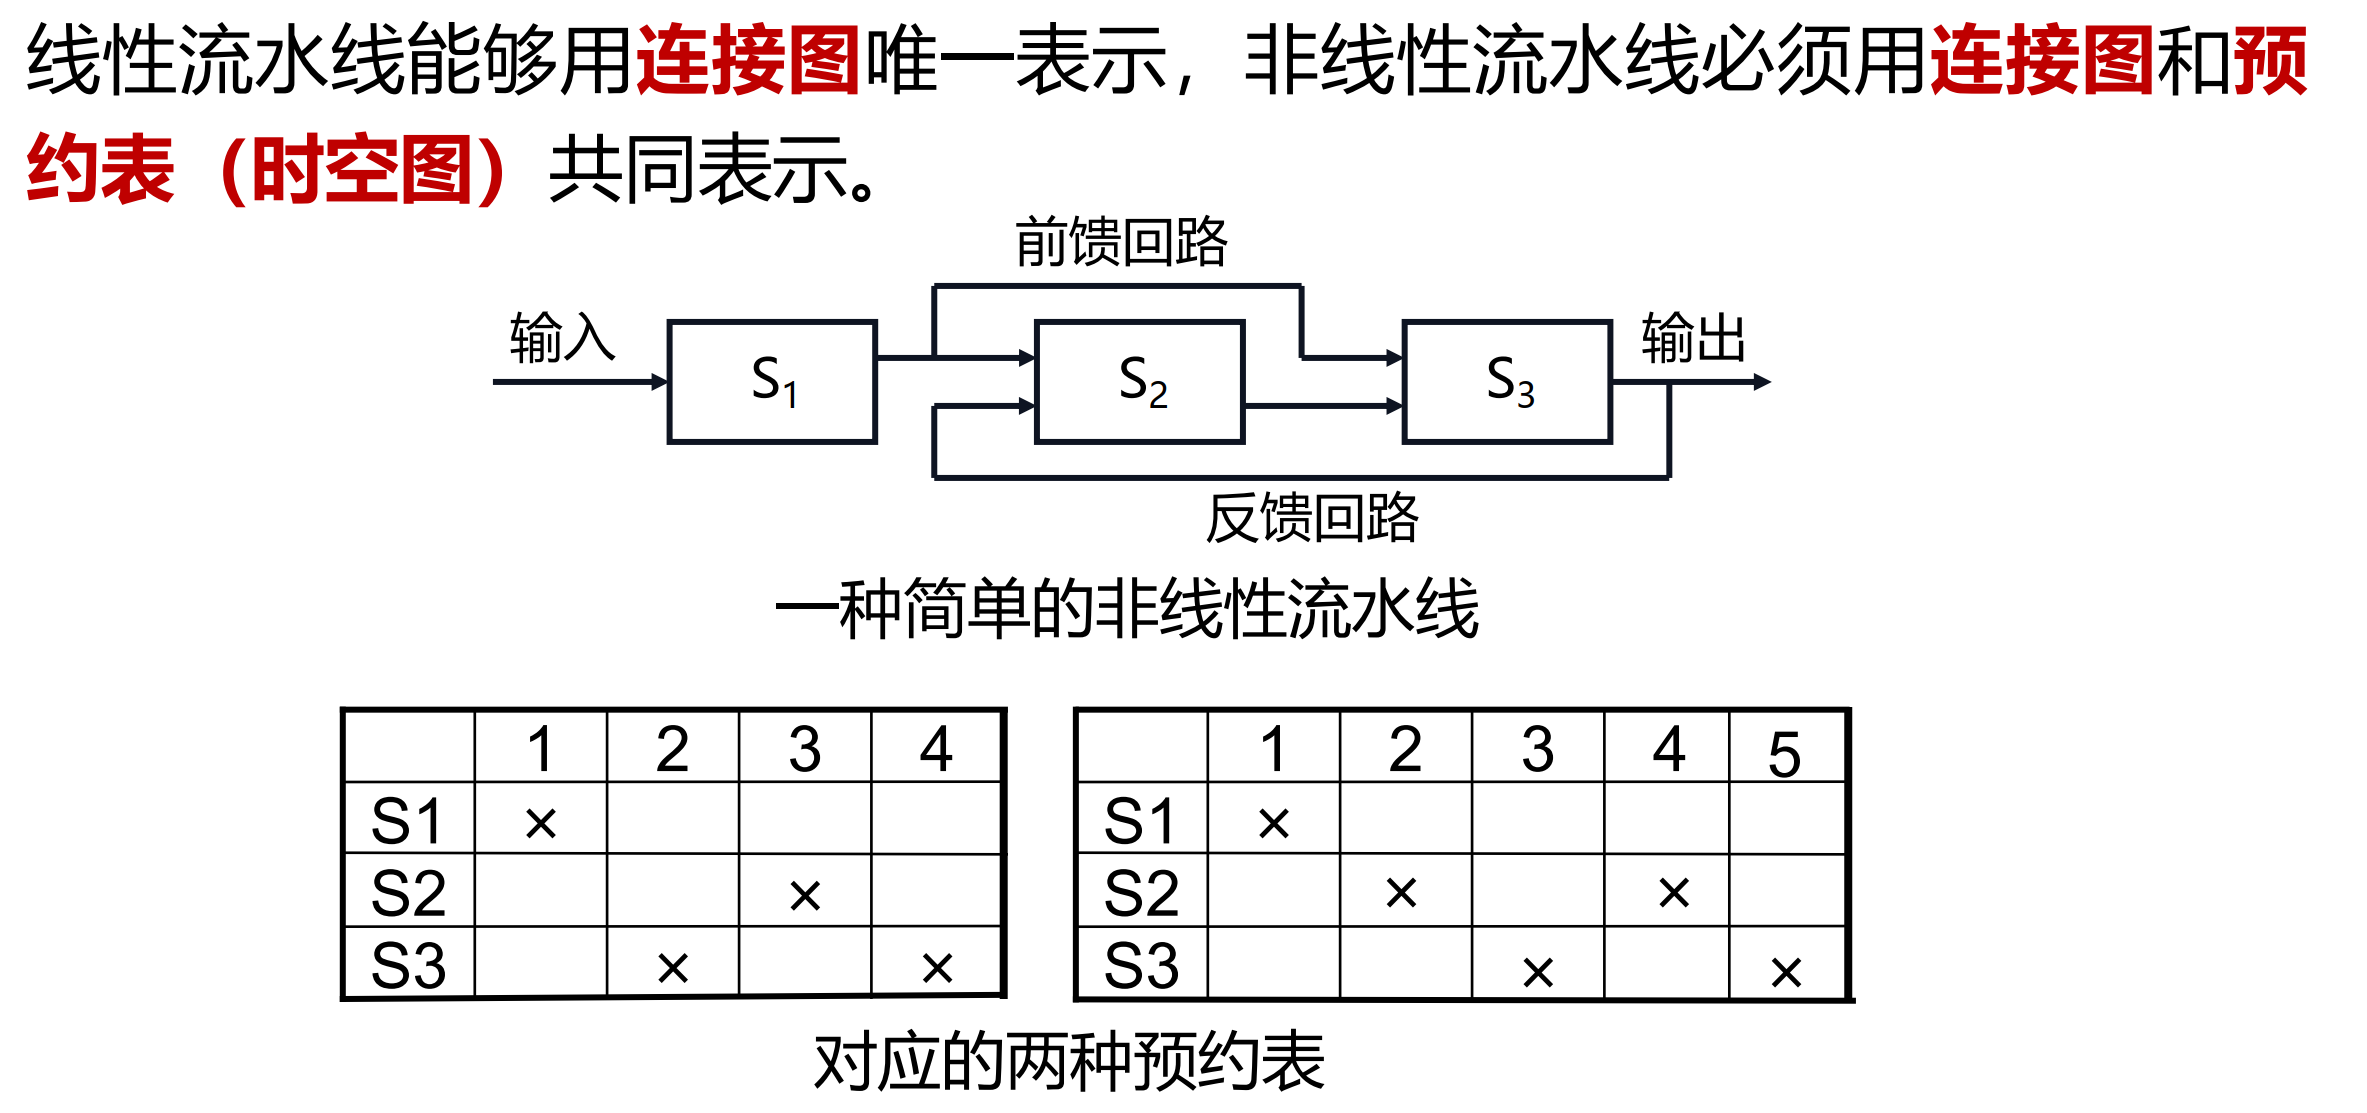 线性流水线能够用连接图唯一表示，非线性流水线必须用连接图和预
约表（时空图）共同表示。
前馈回路
输入
输出
S1
S2
S3
反馈回路
一种简单的非线性流水线
1 2 3 4
S1 ×
S2 ×
S3 × ×
1 2 3 4 5
S1 ×
S2 × ×
S3 × ×
对应的两种预约表